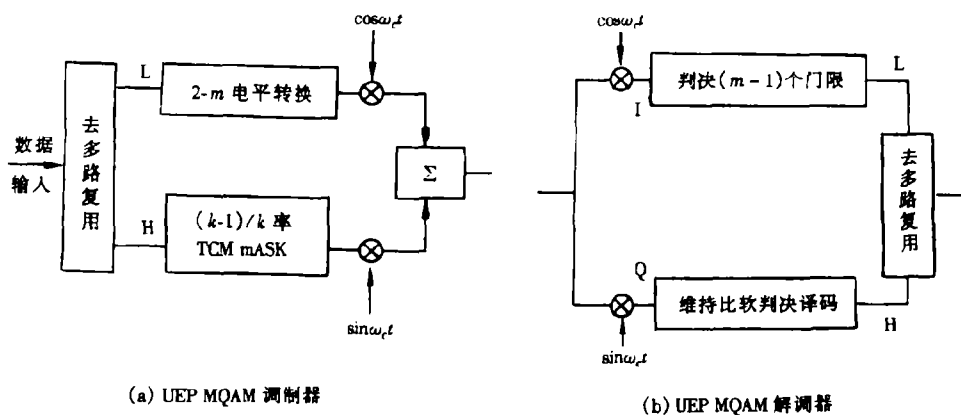 cosω_ct
L
2-m 电平转换
去多路复用
数据
输入
Σ
H
(k-1)/k 率
TCM mASK
sinω_ct
(a) UEP MQAM 调制器
cosω_ct
I
判决(m-1)个门限
L
去多路复用
Q
维持比软判决译码
H
sinω_ct
(b) UEP MQAM 解调器